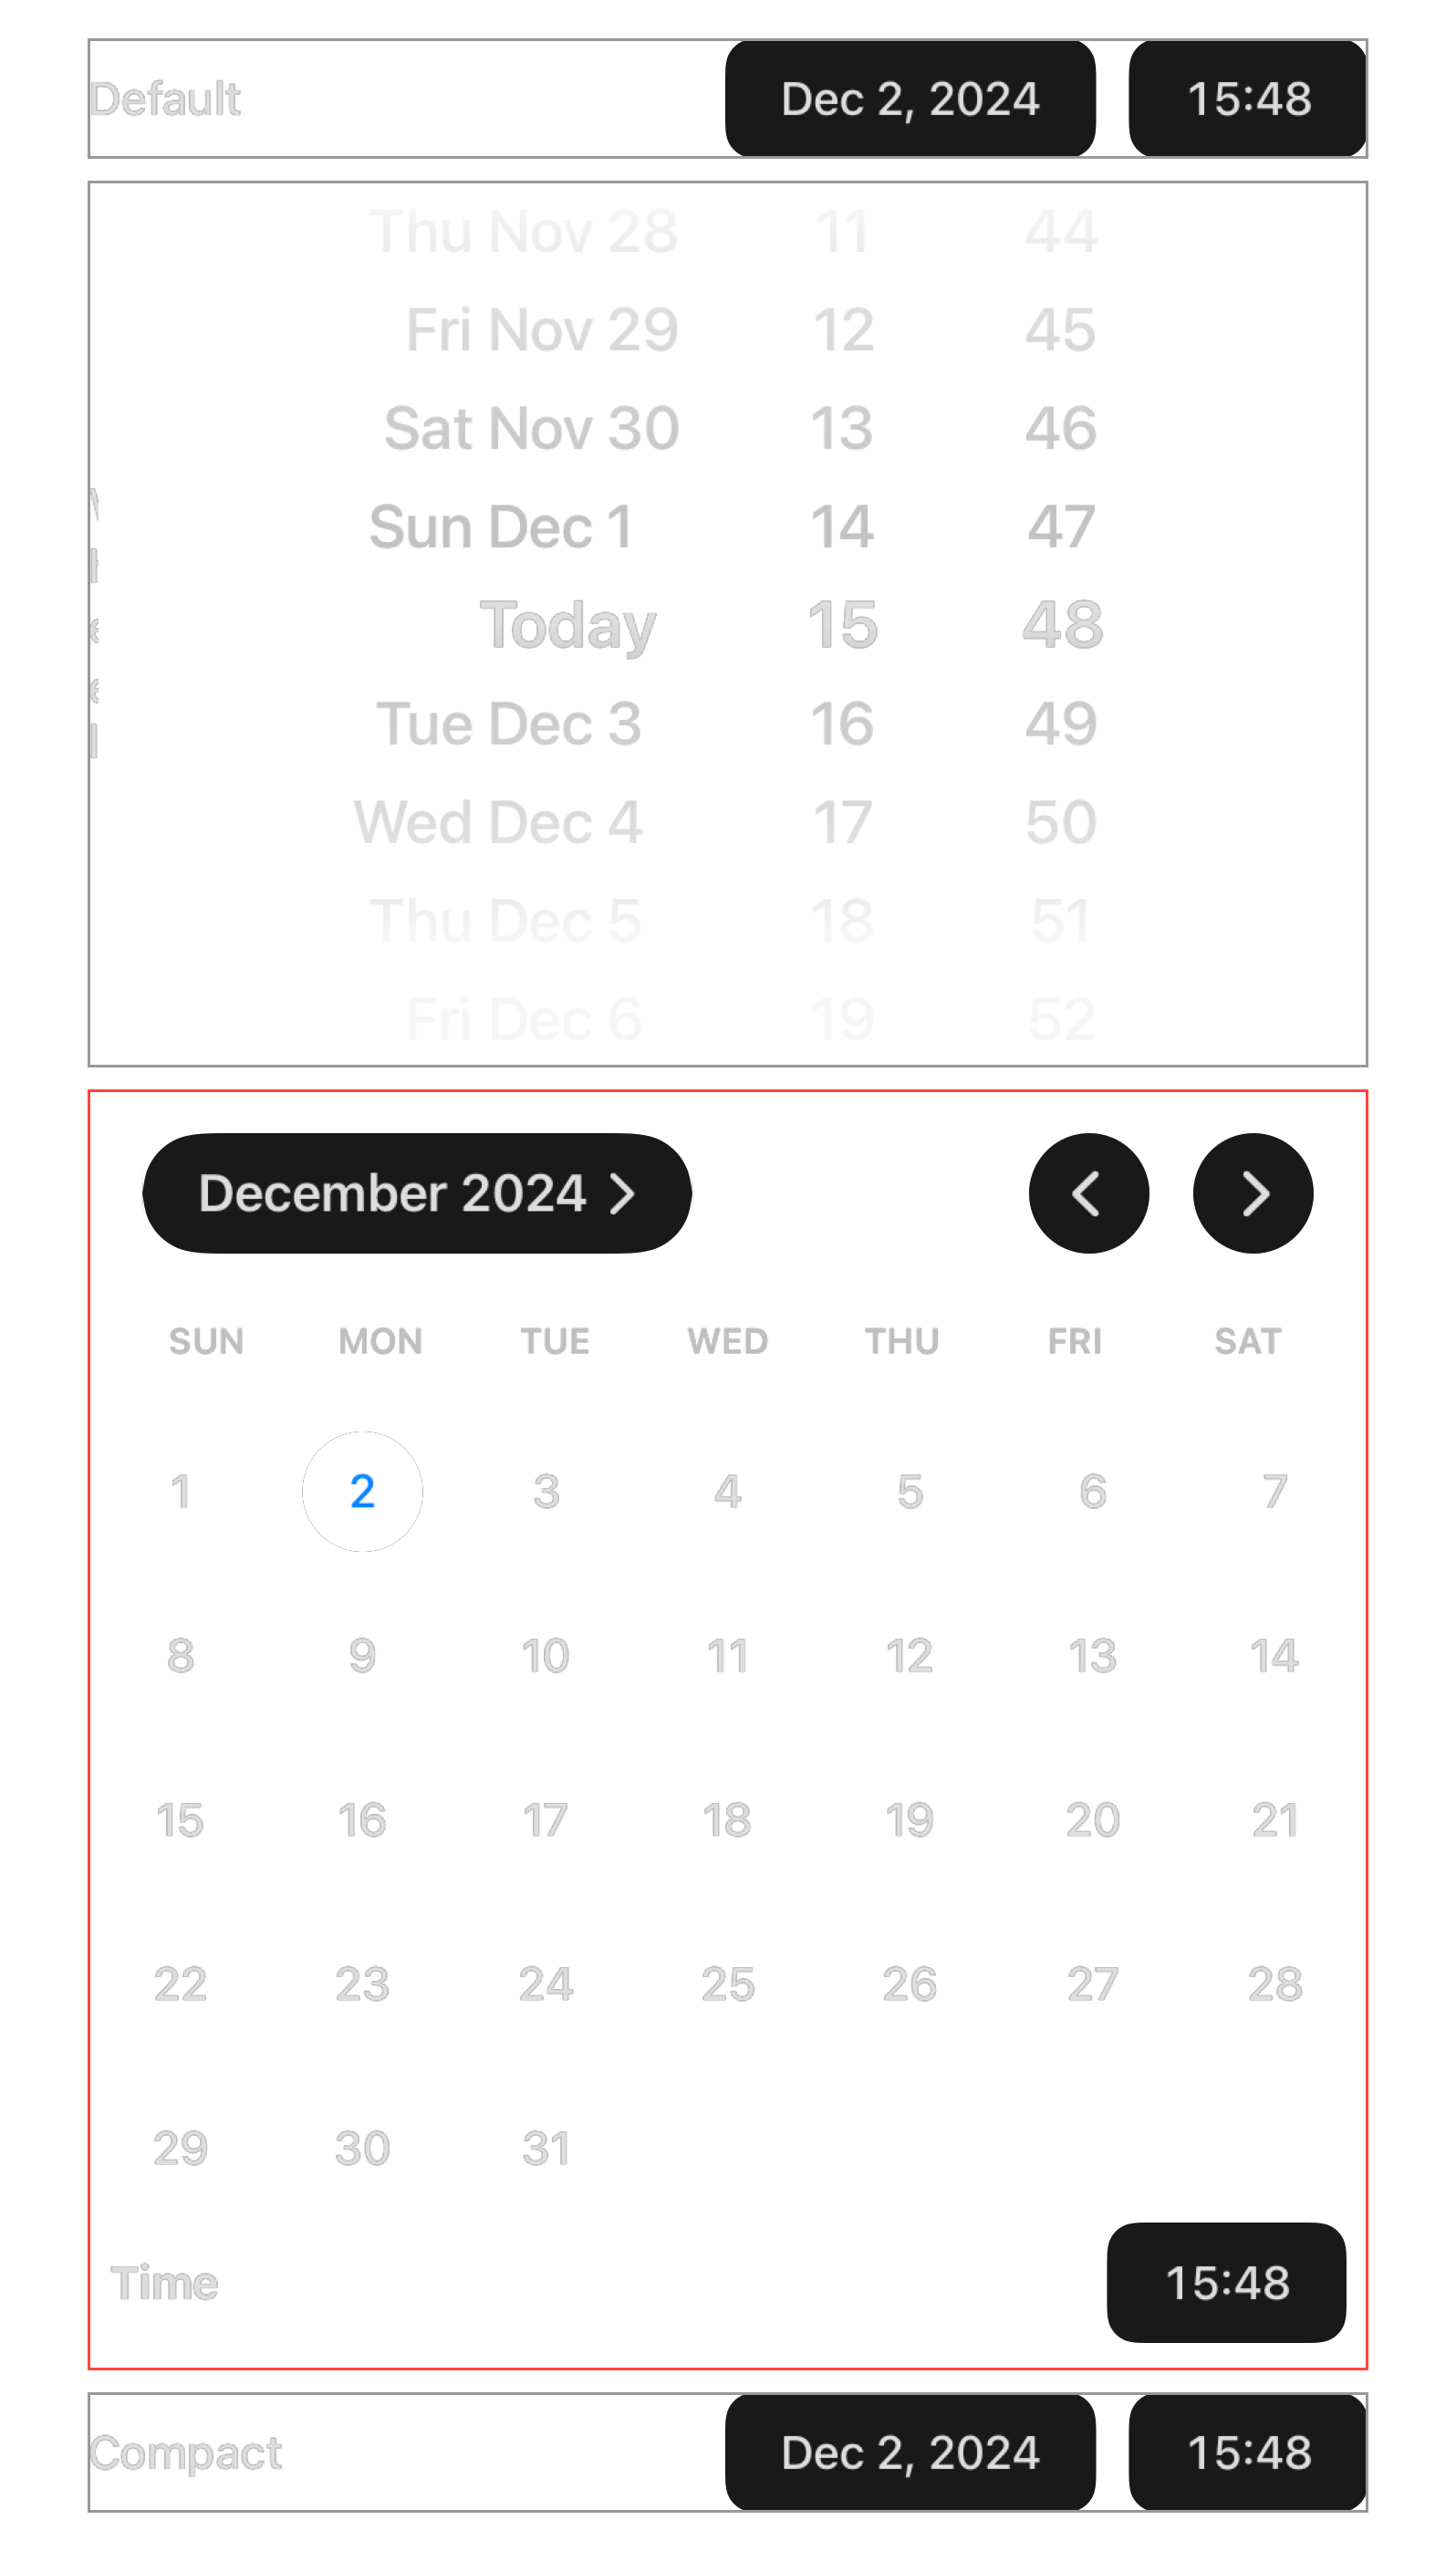 Default Dec 2, 2024 15:48
Thu Nov 28 11 44
Fri Nov 29 12 45
Sat Nov 30 13 46
Sun Dec 1 14 47
Today 15 48
Tue Dec 3 16 49
Wed Dec 4 17 50
Thu Dec 5 18 51
Fri Dec 6 19 52
December 2024
SUN MON TUE WED THU FRI SAT
1 2 3 4 5 6 7
8 9 10 11 12 13 14
15 16 17 18 19 20 21
22 23 24 25 26 27 28
29 30 31
Time 15:48
Compact Dec 2, 2024 15:48